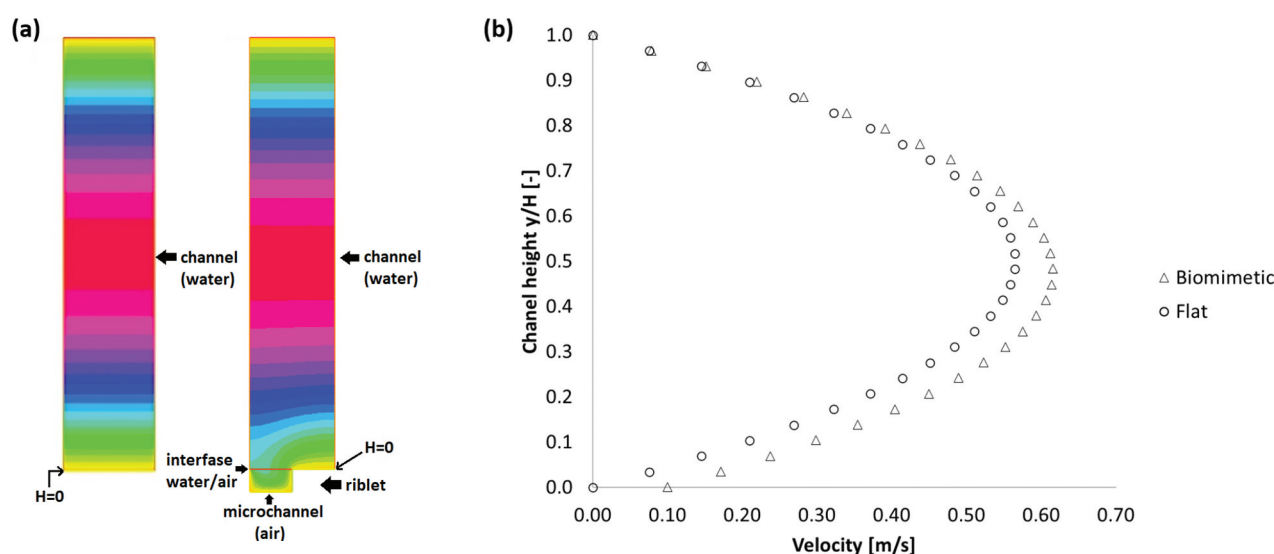 (a)
channel
(water)
channel
(water)
H=0
interfase
water/air
H=0
riblet
microchannel
(air)
(b)
Chanel height y/H [-]
1.0
0.9
0.8
0.7
0.6
0.5
0.4
0.3
0.2
0.1
0.0
0.00 0.10 0.20 0.30 0.40 0.50 0.60 0.70
Velocity [m/s]
Biomimetic
Flat